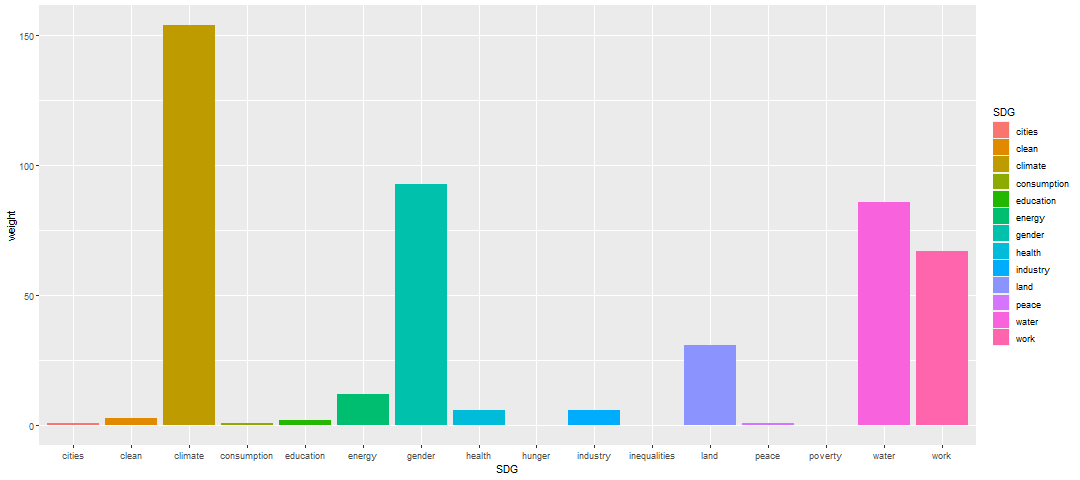 150
100
50
0
weight
cities clean climate consumption education energy gender health hunger industry inequalities land peace poverty water work
SDG
SDG
cities
clean
climate
consumption
education
energy
gender
health
industry
land
peace
water
work